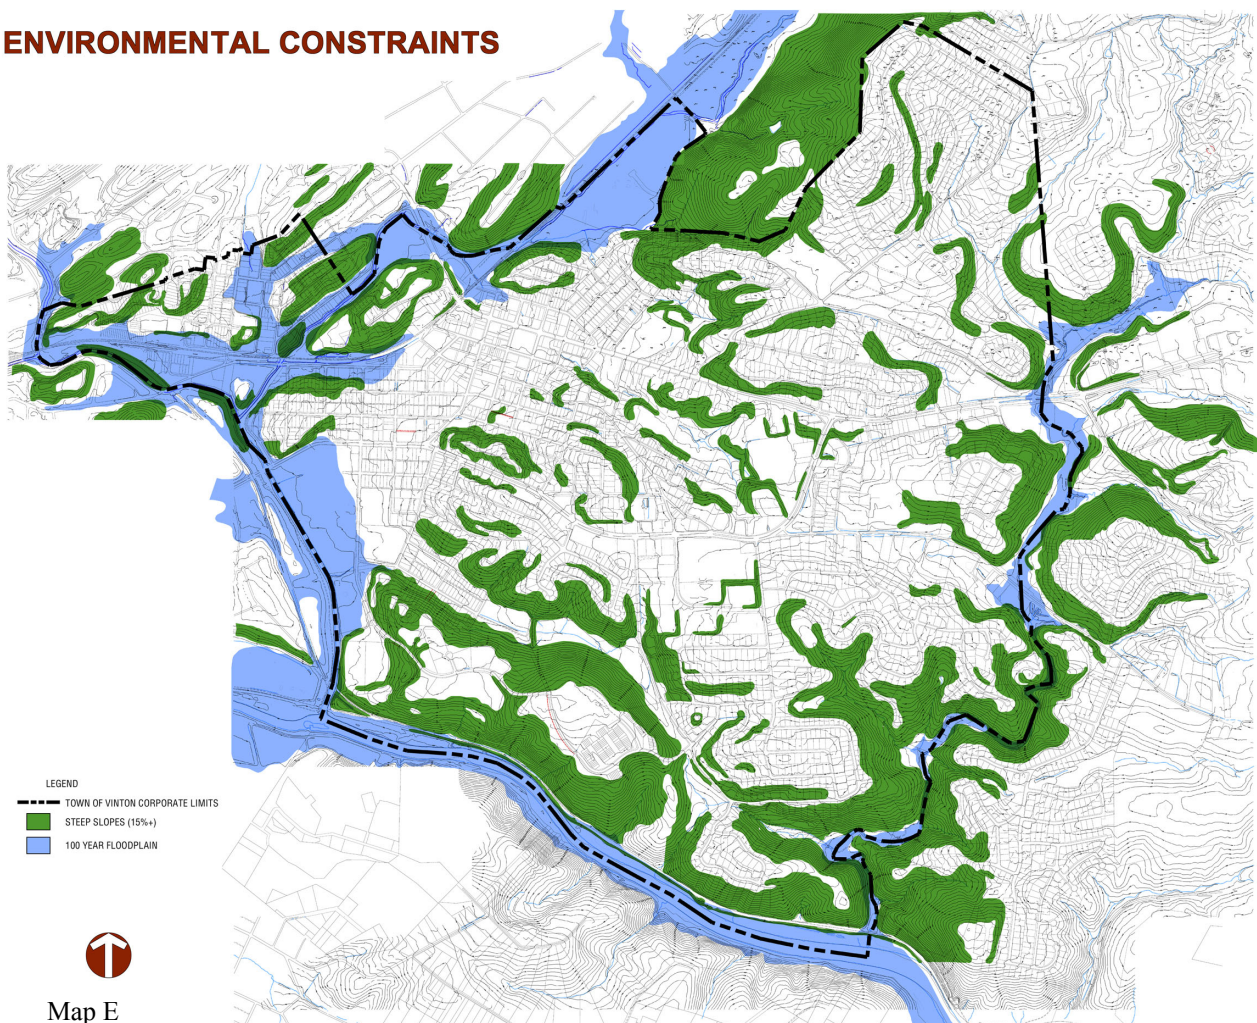 ENVIRONMENTAL CONSTRAINTS
LEGEND
TOWN OF VINTON CORPORATE LIMITS
STEEP SLOPES (15%+)
100 YEAR FLOODPLAIN
Map E